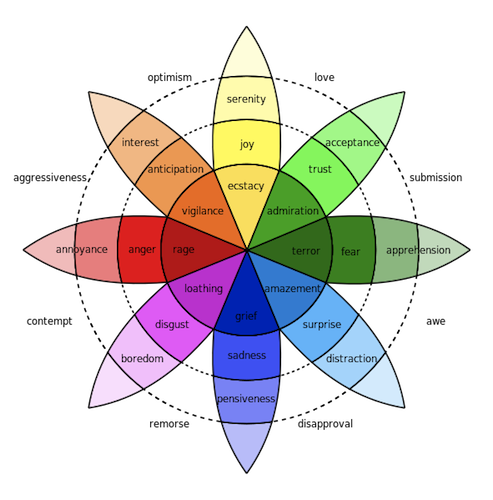 optimism
love
serenity
interest
joy
acceptance
anticipation
trust
aggressiveness
ecstacy
submission
vigilance
admiration
annoyance
anger
rage
terror
fear
apprehension
loathing
amazement
contempt
disgust
grief
surprise
awe
boredom
sadness
distraction
pensiveness
remorse
disapproval